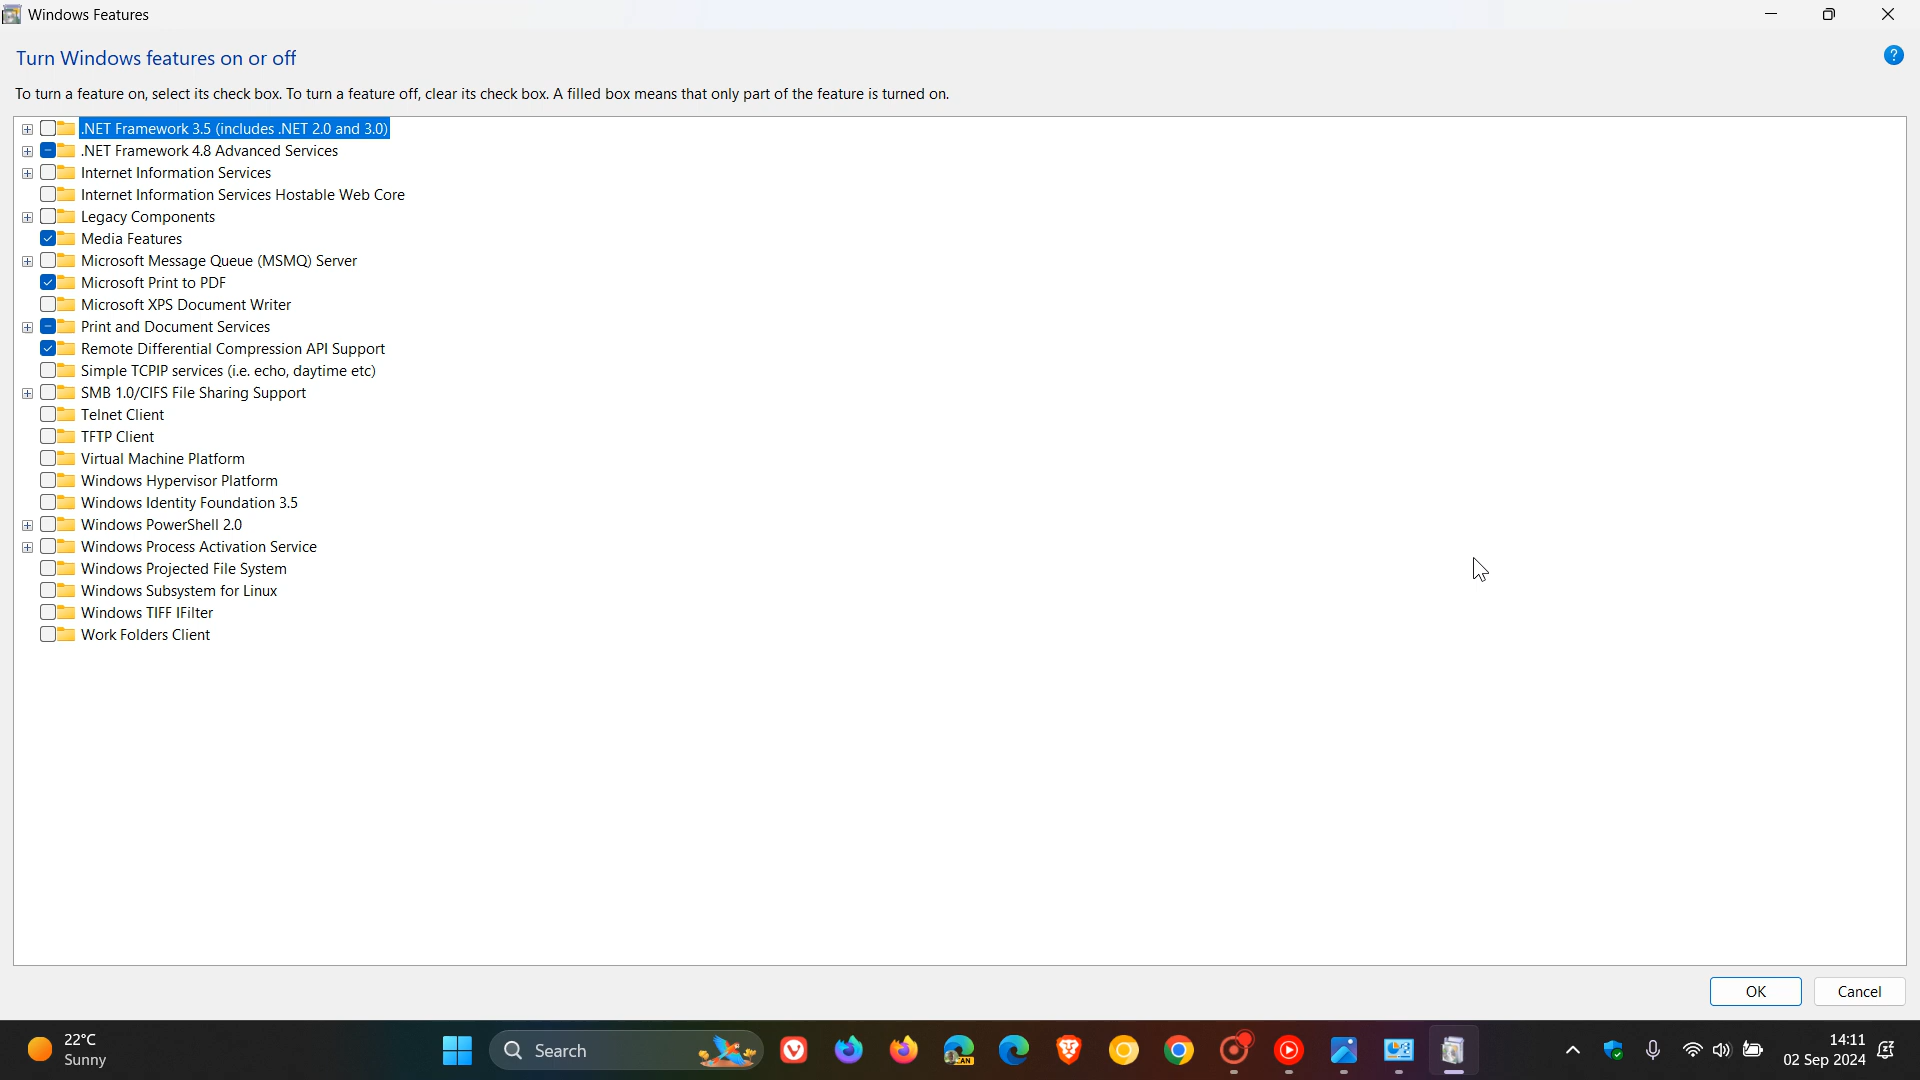 Windows Features
Turn Windows features on or off
To turn a feature on, select its check box. To turn a feature off, clear its check box. A filled box means that only part of the feature is turned on.
.NET Framework 3.5 (includes .NET 2.0 and 3.0)
.NET Framework 4.8 Advanced Services
Internet Information Services
Internet Information Services Hostable Web Core
Legacy Components
Media Features
Microsoft Message Queue (MSMQ) Server
Microsoft Print to PDF
Microsoft XPS Document Writer
Print and Document Services
Remote Differential Compression API Support
Simple TCPIP services (i.e. echo, daytime etc)
SMB 1.0/CIFS File Sharing Support
Telnet Client
TFTP Client
Virtual Machine Platform
Windows Hypervisor Platform
Windows Identity Foundation 3.5
Windows PowerShell 2.0
Windows Process Activation Service
Windows Projected File System
Windows Subsystem for Linux
Windows TIFF IFilter
Work Folders Client
OK Cancel
22°C
Sunny
Search
CAN
14:11
02 Sep 2024